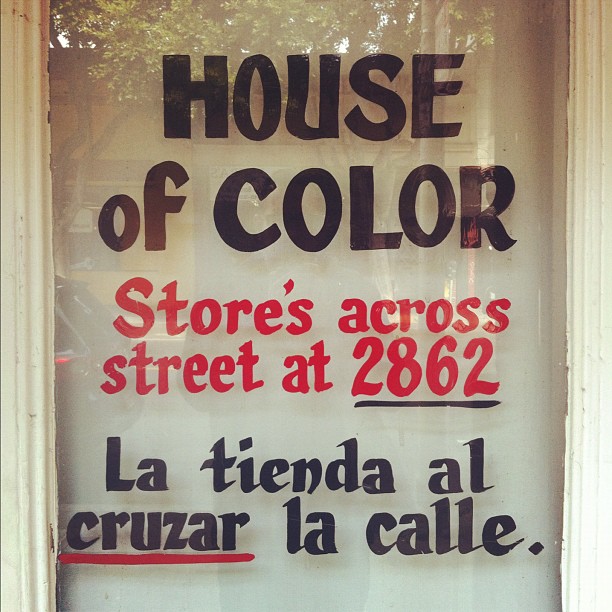 HOUSE
of COLOR
Store's across
street at 2862
La tienda al
cruzar la calle.